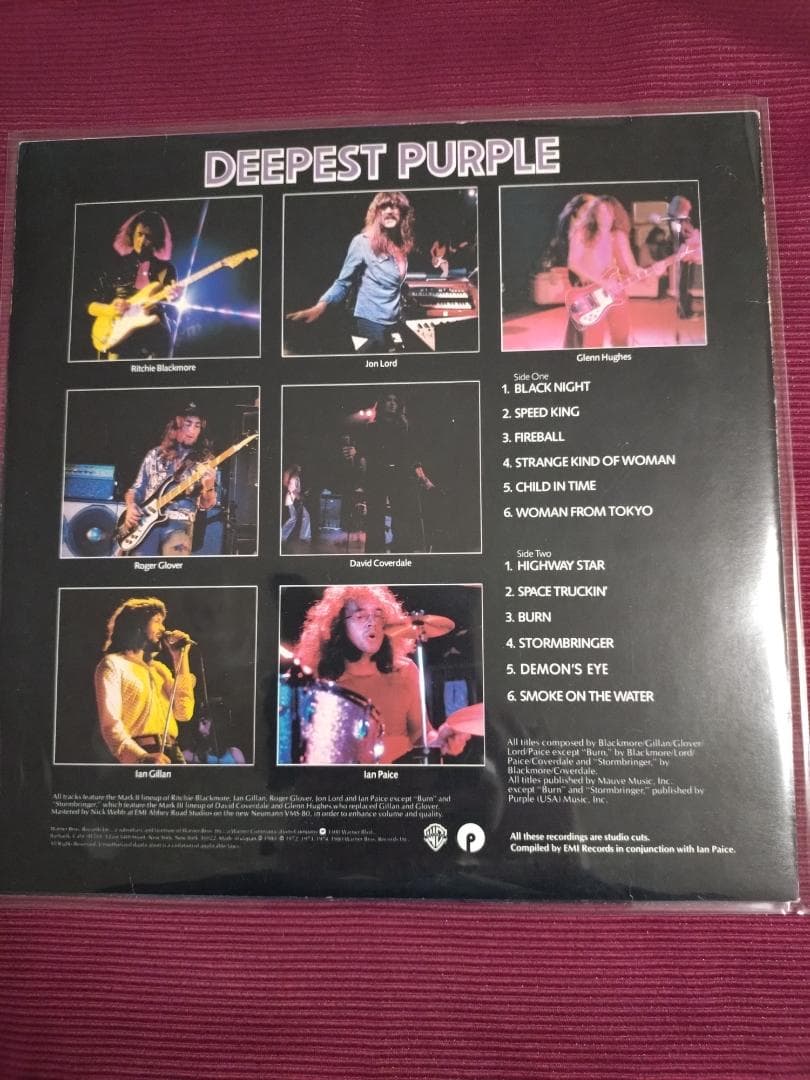 DEEPEST PURPLE
Ritchie Blackmore
Jon Lord
Glenn Hughes
Roger Glover
David Coverdale
Ian Gillan
Ian Paice
Side One
1. BLACK NIGHT
2. SPEED KING
3. FIREBALL
4. STRANGE KIND OF WOMAN
5. CHILD IN TIME
6. WOMAN FROM TOKYO
Side Two
1. HIGHWAY STAR
2. SPACE TRUCKIN'
3. BURN
4. STORMBRINGER
5. DEMON'S EYE
6. SMOKE ON THE WATER
All titles composed by Blackmore/Gillan/Glover/
Lord/Paice except "Burn," by Blackmore/Lord/
Paice/Coverdale and "Stormbringer," by
Blackmore/Coverdale.
All titles published by Mauve Music, Inc.
except "Burn" and "Stormbringer," published by
Purple (USA) Music, Inc.
All these recordings are studio cuts.
Compiled by EMI Records in conjunction with Ian Paice.
All tracks feature the Mark II lineup of Ritchie Blackmore, Ian Gillan, Roger Glover, Jon Lord and Ian Paice except "Burn" and
"Stormbringer," which feature the Mark III lineup of David Coverdale and Glenn Hughes who replaced Gillan and Glover.
Mastered by Nick Webb at EMI Abbey Road Studios on the new Neumann VMS 80, in order to enhance volume and quality.
Warner Bros. Records Inc., a Warner Communications Company